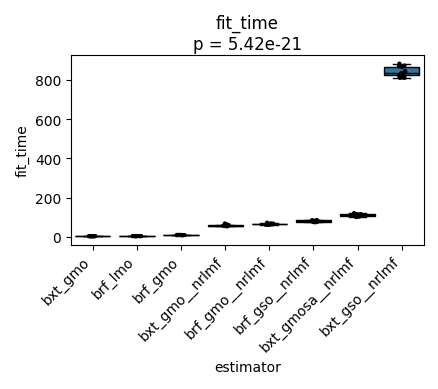 fit_time
p = 5.42e-21
fit_time
800
600
400
200
0
bxt_gmo
brf_lmo
brf_gmo
bxt_gmo__nrlmf
brf_gmo__nrlmf
brf_gso__nrlmf
bxt_gmosa__nrlmf
bxt_gso__nrlmf
estimator